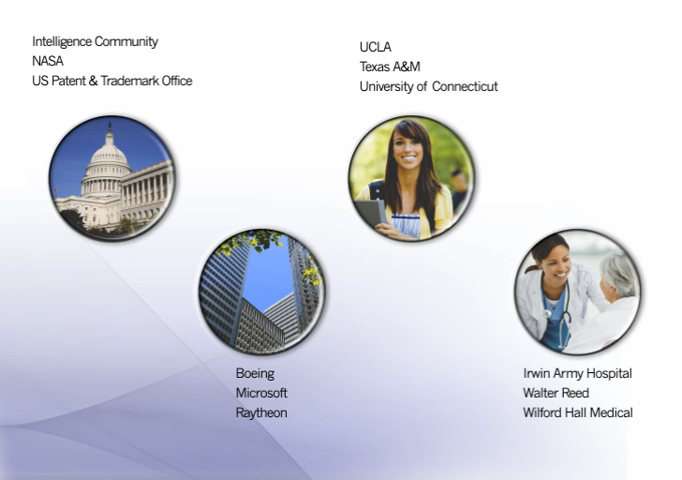 Intelligence Community
NASA
US Patent & Trademark Office
UCLA
Texas A&M
University of Connecticut
Boeing
Microsoft
Raytheon
Irwin Army Hospital
Walter Reed
Wilford Hall Medical